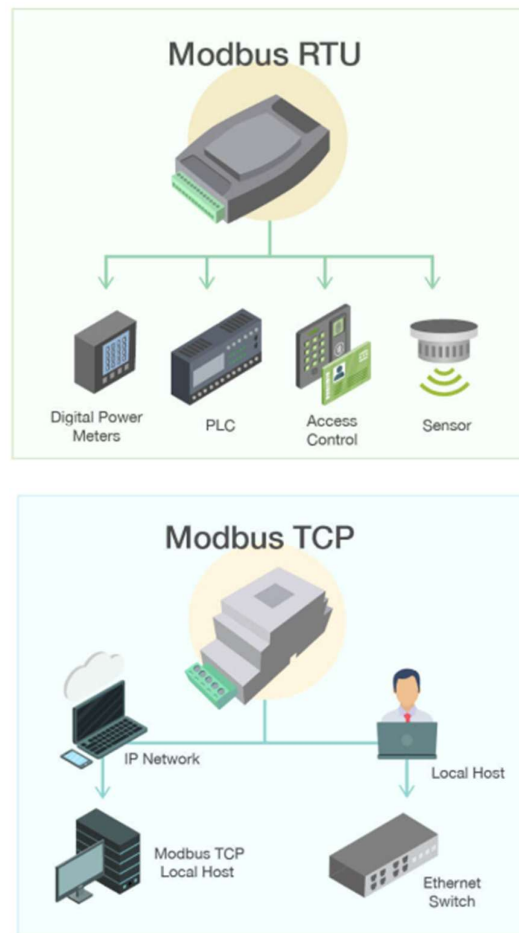 Modbus RTU
Digital Power
Meters
PLC
Access
Control
Sensor
Modbus TCP
IP Network
Local Host
Modbus TCP
Local Host
Ethernet
Switch